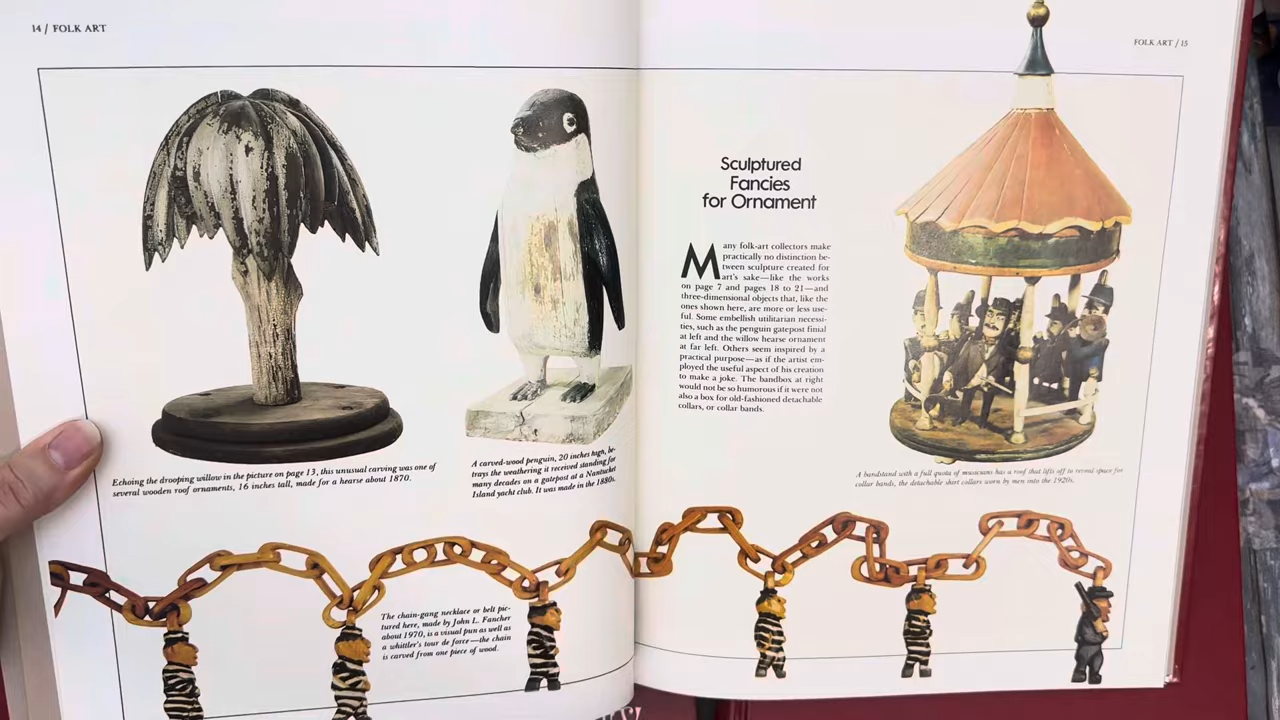 14 / FOLK ART
Echoing the drooping willow in the picture on page 13, this unusual carving was one of
several wooden roof ornaments, 16 inches tall, made for a hearse about 1870.
A carved-wood penguin, 20 inches high, be-
trays the weathering it received standing for
many decades on a gatepost at a Nantucket
Island yacht club. It was made in the 1880s.
The chain-gang necklace or belt pic-
tured here, made by John L. Fancher
about 1970, is a visual pun as well as
a whittler's tour de force—the chain
is carved from one piece of wood.
FOLK ART / 15
Sculptured
Fancies
for Ornament
Many folk-art collectors make
practically no distinction be-
tween sculpture created for
art's sake—like the works
on page 7 and pages 18 to 21—and
three-dimensional objects that, like the
ones shown here, are more or less use-
ful. Some embellish utilitarian necessi-
ties, such as the penguin gatepost finial
at left and the willow hearse ornament
at far left. Others seem inspired by a
practical purpose—as if the artist em-
ployed the useful aspect of his creation
to make a joke. The bandbox at right
would not be so humorous if it were not
also a box for old-fashioned detachable
collars, or collar bands.
A bandstand with a full quota of musicians has a roof that lifts off to reveal space for
collar bands, the detachable shirt collars worn by men into the 1920s.